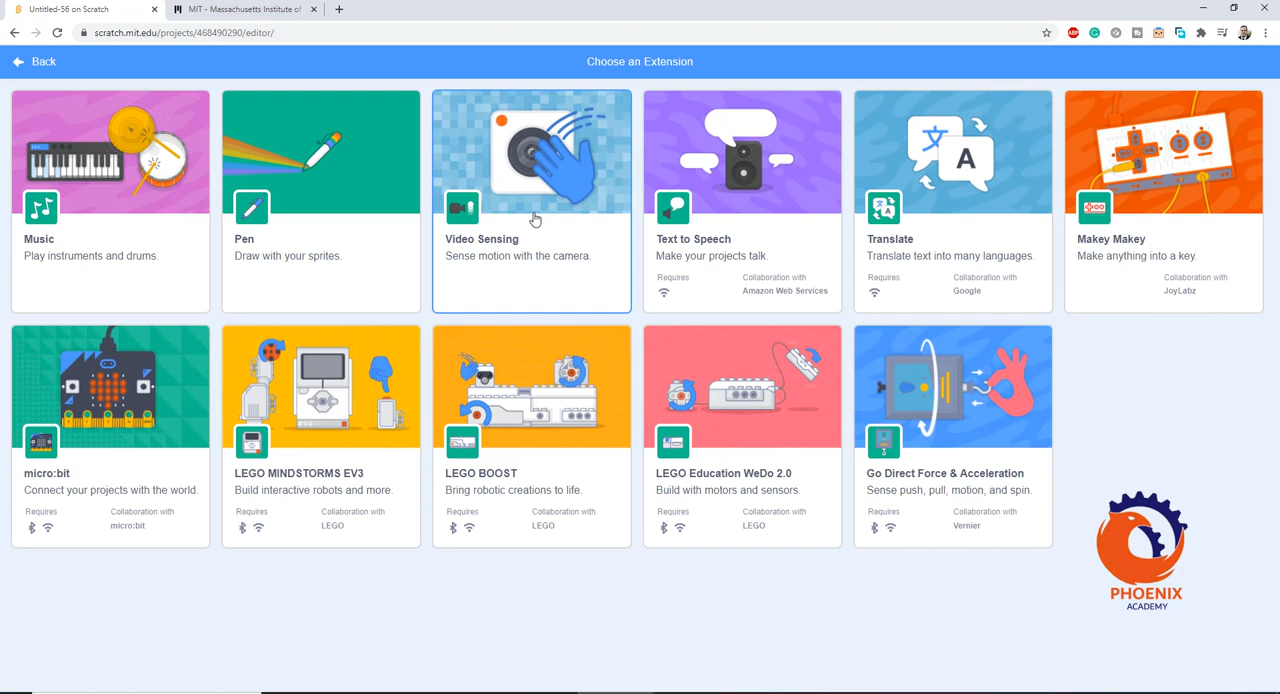 Untitled-56 on Scratch
MIT - Massachusetts Institute of
scratch.mit.edu/projects/468490290/editor/
ABP
Back
Choose an Extension
Music
Play instruments and drums.
Pen
Draw with your sprites.
Video Sensing
Sense motion with the camera.
Text to Speech
Make your projects talk.
Requires
Collaboration with
Amazon Web Services
文
A
Translate
Translate text into many languages.
Requires
Collaboration with
Google
Makey Makey
Make anything into a key.
Collaboration with
JoyLabz
micro:bit
Connect your projects with the world.
Requires
Collaboration with
micro:bit
EV3
LEGO MINDSTORMS EV3
Build interactive robots and more.
Requires
Collaboration with
LEGO
LEGO BOOST
Bring robotic creations to life.
Requires
Collaboration with
LEGO
LEGO Education WeDo 2.0
Build with motors and sensors.
Requires
Collaboration with
LEGO
Go Direct Force & Acceleration
Sense push, pull, motion, and spin.
Requires
Collaboration with
Vernier
PHOENIX
ACADEMY